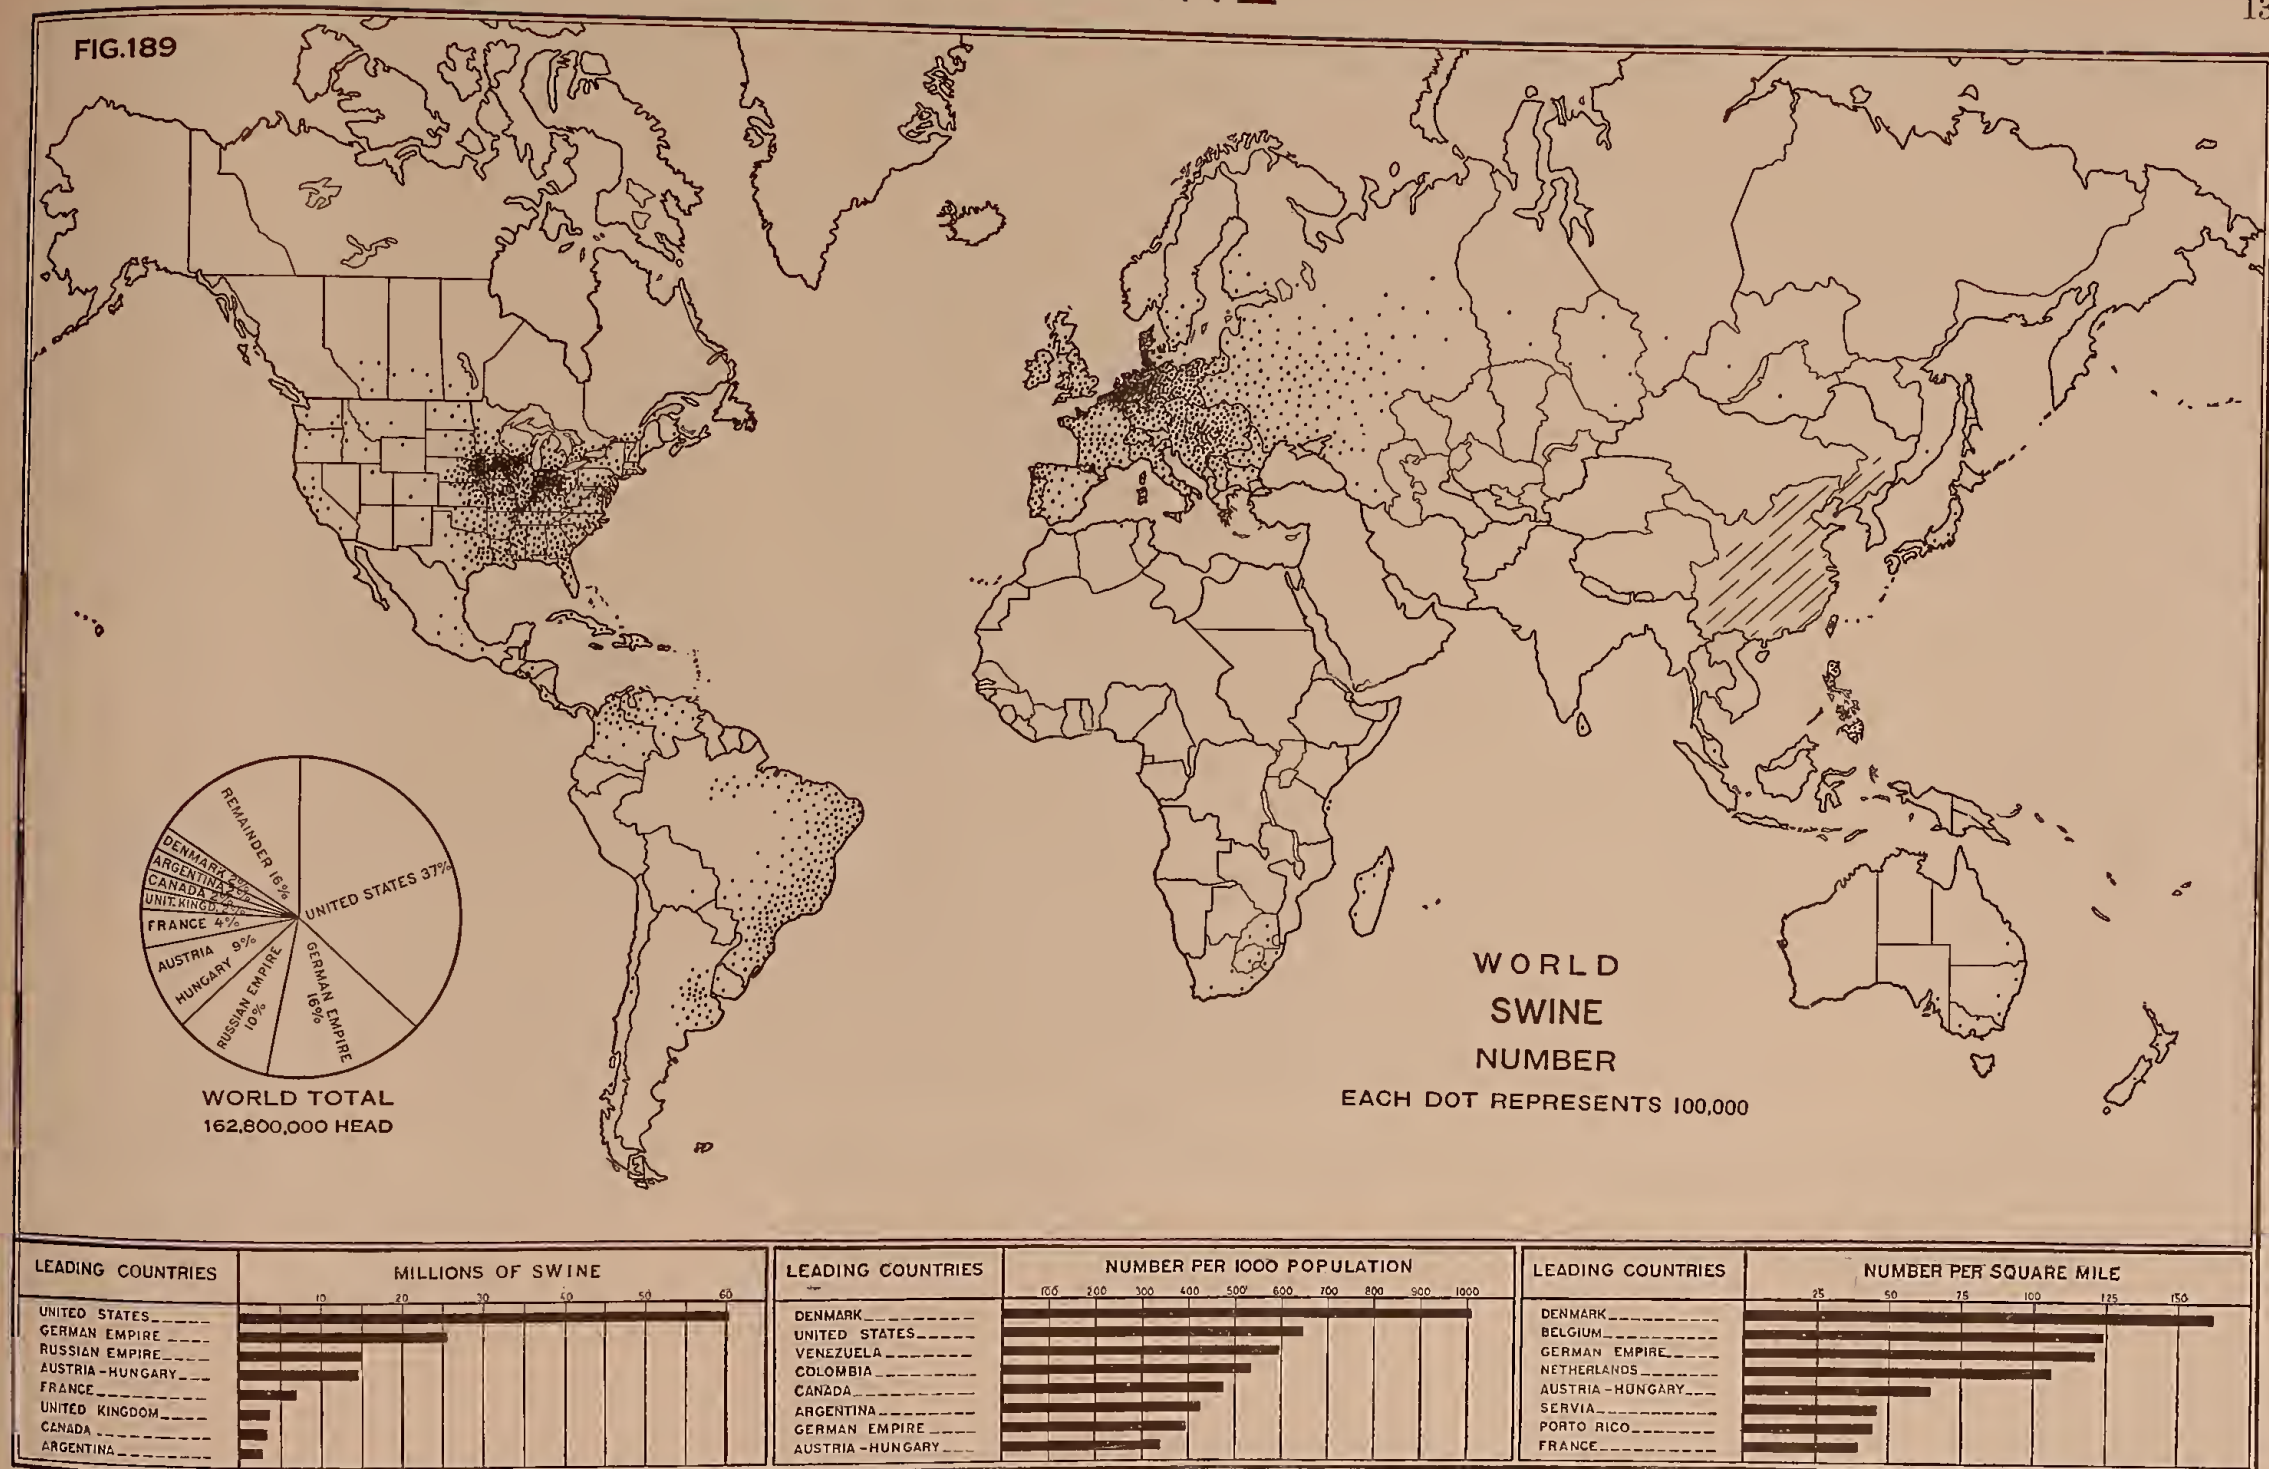 13
FIG.189
REMAINDER 16%
DENMARK 2%
ARGENTINA 2%
CANADA 2%
UNIT. KINGD. 2%
FRANCE 4%
AUSTRIA 9%
HUNGARY
RUSSIAN EMPIRE
10%
GERMAN EMPIRE
16%
UNITED STATES 37%
WORLD TOTAL
162,800,000 HEAD
WORLD
SWINE
NUMBER
EACH DOT REPRESENTS 100,000
LEADING COUNTRIES
MILLIONS OF SWINE
10 20 30 40 50 60
UNITED STATES
GERMAN EMPIRE
RUSSIAN EMPIRE
AUSTRIA-HUNGARY
FRANCE
UNITED KINGDOM
CANADA
ARGENTINA
LEADING COUNTRIES
NUMBER PER 1000 POPULATION
100 200 300 400 500 600 700 800 900 1000
DENMARK
UNITED STATES
VENEZUELA
COLOMBIA
CANADA
ARGENTINA
GERMAN EMPIRE
AUSTRIA-HUNGARY
LEADING COUNTRIES
NUMBER PER SQUARE MILE
25 50 75 100 125 150
DENMARK
BELGIUM
GERMAN EMPIRE
NETHERLANDS
AUSTRIA-HUNGARY
SERVIA
PORTO RICO
FRANCE